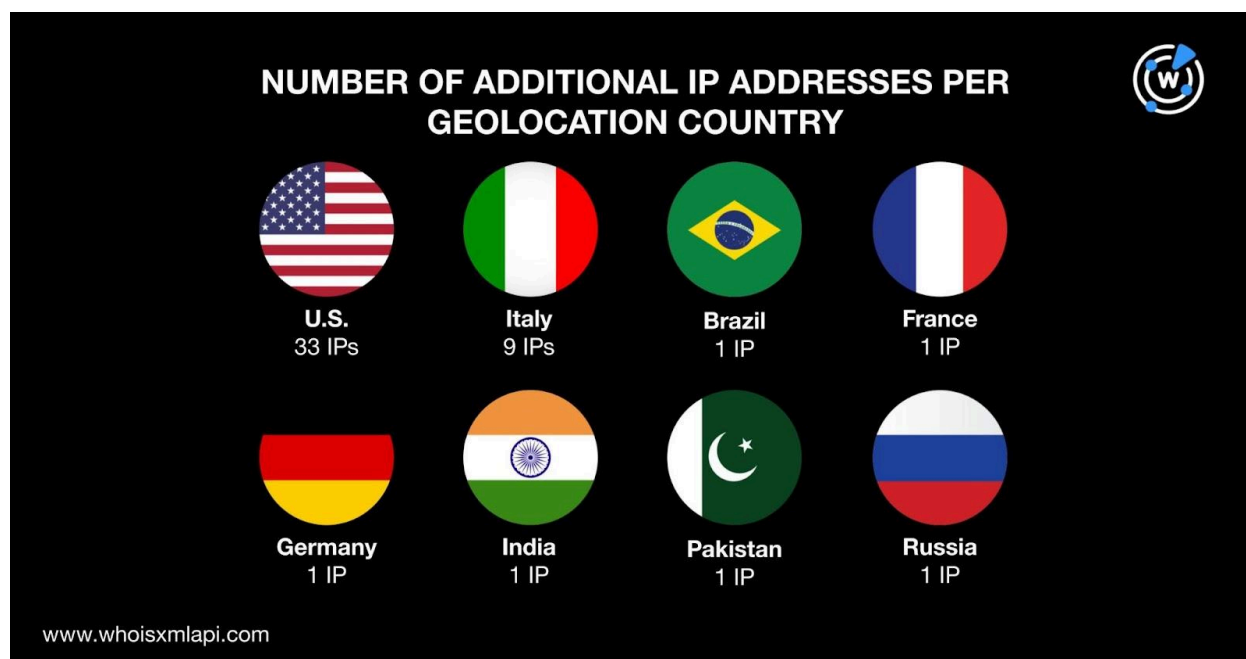 NUMBER OF ADDITIONAL IP ADDRESSES PER
GEOLOCATION COUNTRY
W
U.S.
33 IPs
Italy
9 IPs
Brazil
1 IP
France
1 IP
Germany
1 IP
India
1 IP
Pakistan
1 IP
Russia
1 IP
www.whoisxmlapi.com